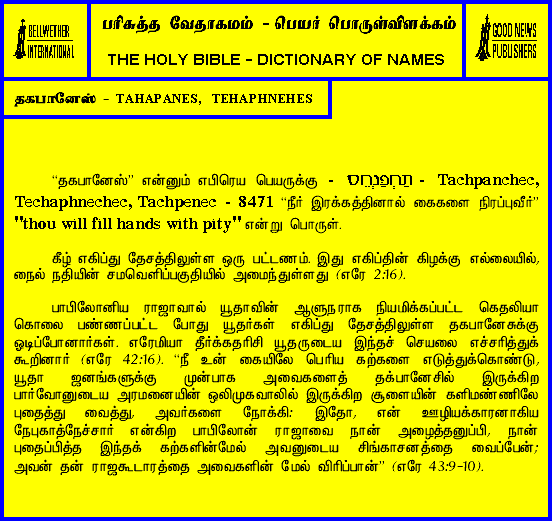 BELLWETHER
INTERNATIONAL
பரிசுத்த வேதாகமம் - பெயர் பொருள்விளக்கம்
THE HOLY BIBLE - DICTIONARY OF NAMES
GOOD NEWS
PUBLISHERS
தகபானேஸ் - TAHAPANES, TEHAPHNEHES
“தகபானேஸ்” என்னும் எபிரெய பெயருக்கு - תַּחְפַּנְחֵס - Tachpanchec,
Techaphnechec, Tachpenec - 8471 “நீர் இரக்கத்தினால் கைகளை நிரப்புவீர்”
"thou will fill hands with pity" என்று பொருள்.
கீழ் எகிப்து தேசத்திலுள்ள ஒரு பட்டணம். இது எகிப்தின் கிழக்கு எல்லையில்,
நைல் நதியின் சமவெளிப்பகுதியில் அமைந்துள்ளது (எரே 2:16).
பாபிலோனிய ராஜாவால் யூதாவின் ஆளுநராக நியமிக்கப்பட்ட கெதலியா
கொலை பண்ணப்பட்ட போது யூதர்கள் எகிப்து தேசத்திலுள்ள தகபானேசுக்கு
ஓடிப்போனார்கள். எரேமியா தீர்க்கதரிசி யூதருடைய இந்தச் செயலை எச்சரித்துக்
கூறினார் (எரே 42:16). “நீ உன் கையிலே பெரிய கற்களை எடுத்துக்கொண்டு,
யூதா ஜனங்களுக்கு முன்பாக அவைகளைத் தக்பானேசில் இருக்கிற
பார்வோனுடைய அரமனையின் ஒலிமுகவாலில் இருக்கிற சூளையின் களிமண்ணிலே
புதைத்து வைத்து, அவர்களை நோக்கி: இதோ, என் ஊழியக்காரனாகிய
நேபுகாத்நேச்சார் என்கிற பாபிலோன் ராஜாவை நான் அழைத்தனுப்பி, நான்
புதைப்பித்த இந்தக் கற்களின்மேல் அவனுடைய சிங்காசனத்தை வைப்பேன்;
அவன் தன் ராஜகூடாரத்தை அவைகளின் மேல் விரிப்பான்” (எரே 43:9-10).